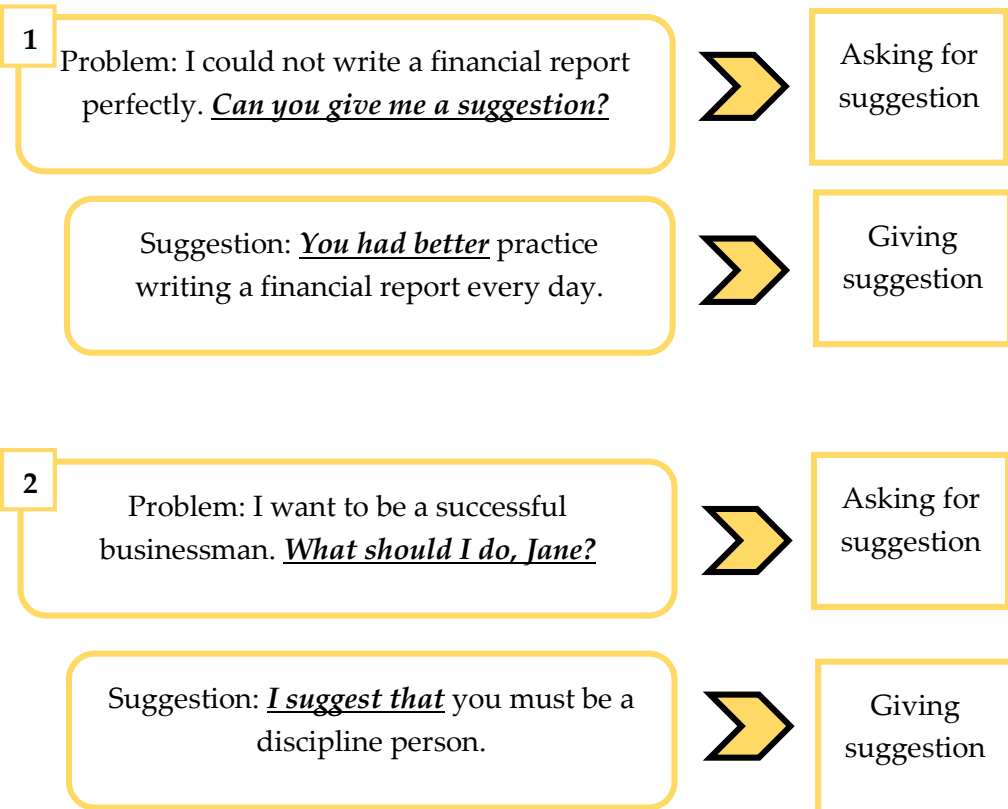 1
Problem: I could not write a financial report
perfectly. Can you give me a suggestion?
Asking for
suggestion
Suggestion: You had better practice
writing a financial report every day.
Giving
suggestion
2
Problem: I want to be a successful
businessman. What should I do, Jane?
Asking for
suggestion
Suggestion: I suggest that you must be a
discipline person.
Giving
suggestion